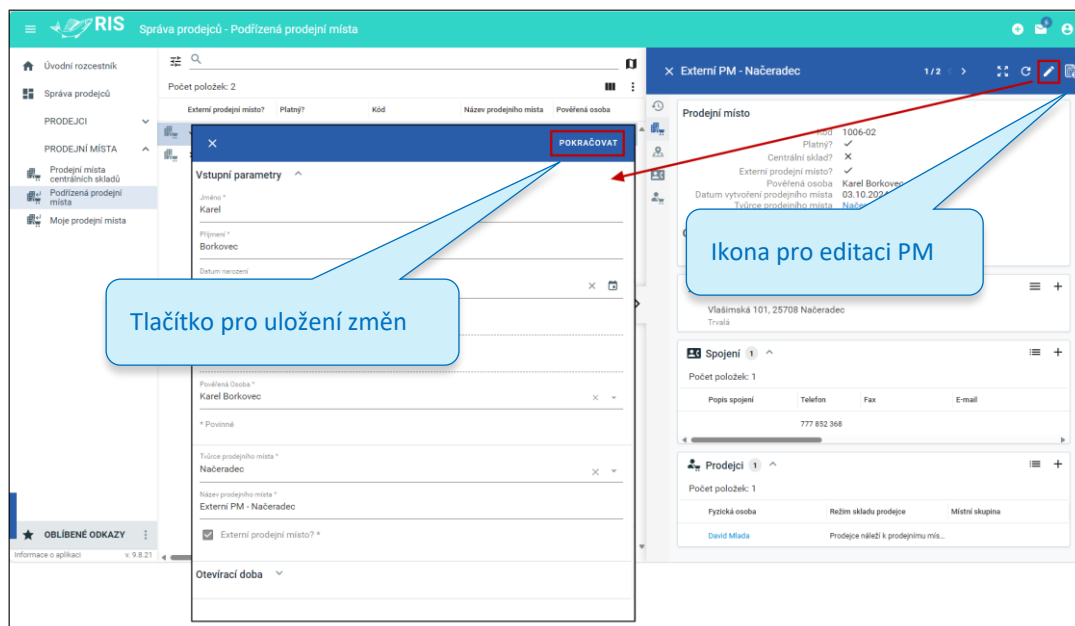 RIS
Správa prodejců - Podřízená prodejní místa
6
Úvodní rozcestník
Správa prodejců
PRODEJCI
PRODEJNÍ MÍSTA
Prodejní místa
centrálních skladů
Podřízená prodejní
místa
Moje prodejní místa
OBLÍBENÉ ODKAZY
Informace o aplikaci v. 9.8.21
Počet položek: 2
Externí prodejní místo? Platný? Kód Název prodejního místa Pověřená osoba
POKRAČOVAT
Vstupní parametry
Jméno *
Karel
Příjmení *
Borkovec
Datum narození
Tlačítko pro uložení změn
Pověřená Osoba *
Karel Borkovec
* Povinné
Tvůrce prodejního místa *
Načeradec
Název prodejního místa *
Externí PM - Načeradec
Externí prodejní místo? *
Otevírací doba
Externí PM - Načeradec
1/2
Prodejní místo
Kód 1006-02
Platný?
Centrální sklad?
Externí prodejní místo?
Pověřená osoba Karel Borkovec
Datum vytvoření prodejního místa 03.10.2024
Tvůrce prodejního místa
Ikona pro editaci PM
Vlašimská 101, 25708 Načeradec
Trvalá
Spojení 1
Počet položek: 1
Popis spojení Telefon Fax E-mail
777 852 368
Prodejci 1
Počet položek: 1
Fyzická osoba Režim skladu prodejce Místní skupina
David Mlada Prodejce náleží k prodejnímu mís...